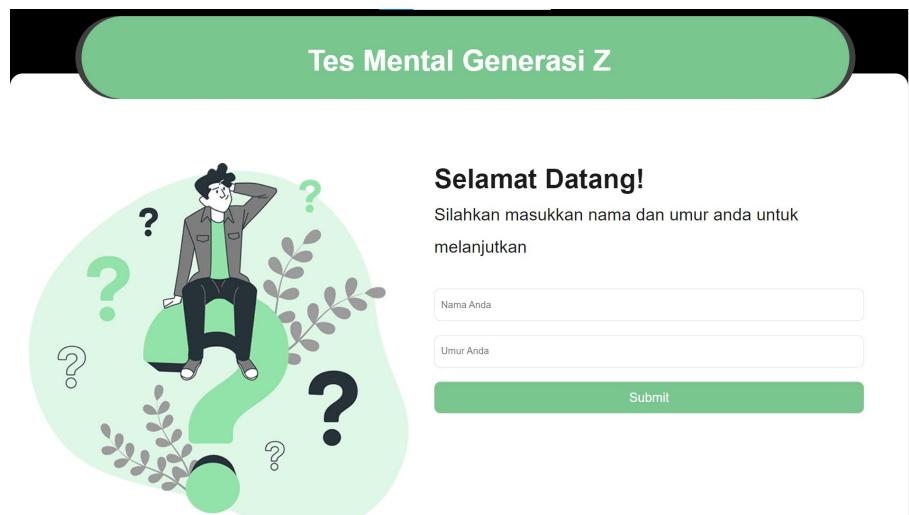 Tes Mental Generasi Z
Selamat Datang!
Silahkan masukkan nama dan umur anda untuk
melanjutkan
Nama Anda
Umur Anda
Submit